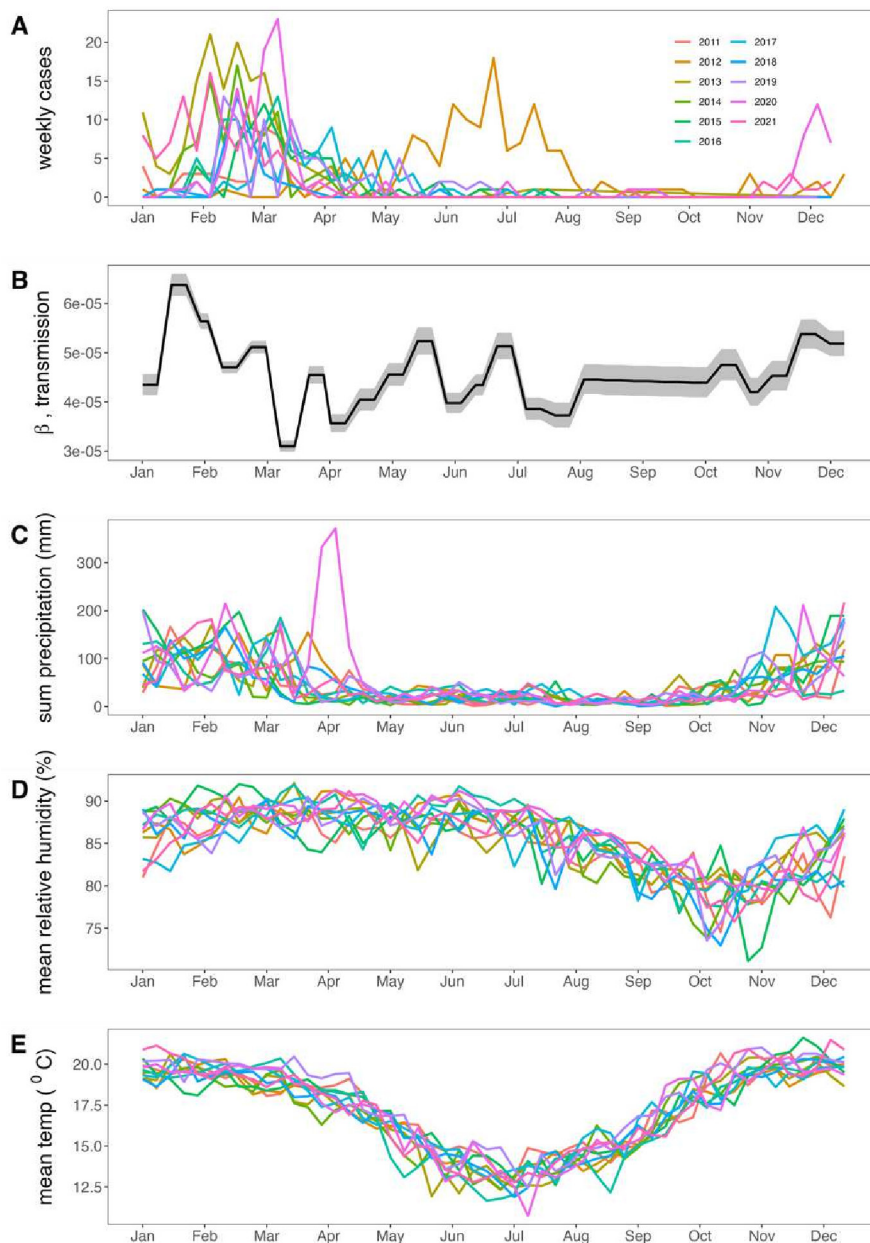 A
weekly cases
20
15
10
5
0
2011 2017
2012 2018
2013 2019
2014 2020
2015 2021
2016
Jan Feb Mar Apr May Jun Jul Aug Sep Oct Nov Dec
B
β , transmission
6e-05
5e-05
4e-05
3e-05
Jan Feb Mar Apr May Jun Jul Aug Sep Oct Nov Dec
C
sum precipitation (mm)
300
200
100
0
Jan Feb Mar Apr May Jun Jul Aug Sep Oct Nov Dec
D
mean relative humidity (%)
90
85
80
75
Jan Feb Mar Apr May Jun Jul Aug Sep Oct Nov Dec
E
mean temp ( ⁰ C)
20.0
17.5
15.0
12.5
Jan Feb Mar Apr May Jun Jul Aug Sep Oct Nov Dec